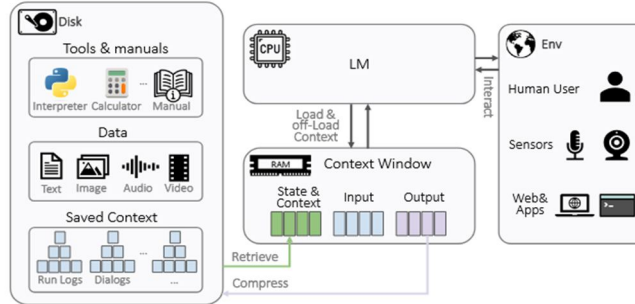 Disk
Tools & manuals
Interpreter Calculator ... Manual
Data
Text Image Audio Video
Saved Context
...
Run Logs Dialogs ...
CPU
LM
Load &
off-Load
Context
RAM
Context Window
State &
Context
Input
Output
Retrieve
Compress
Interact
Env
Human User
Sensors
Web&
Apps